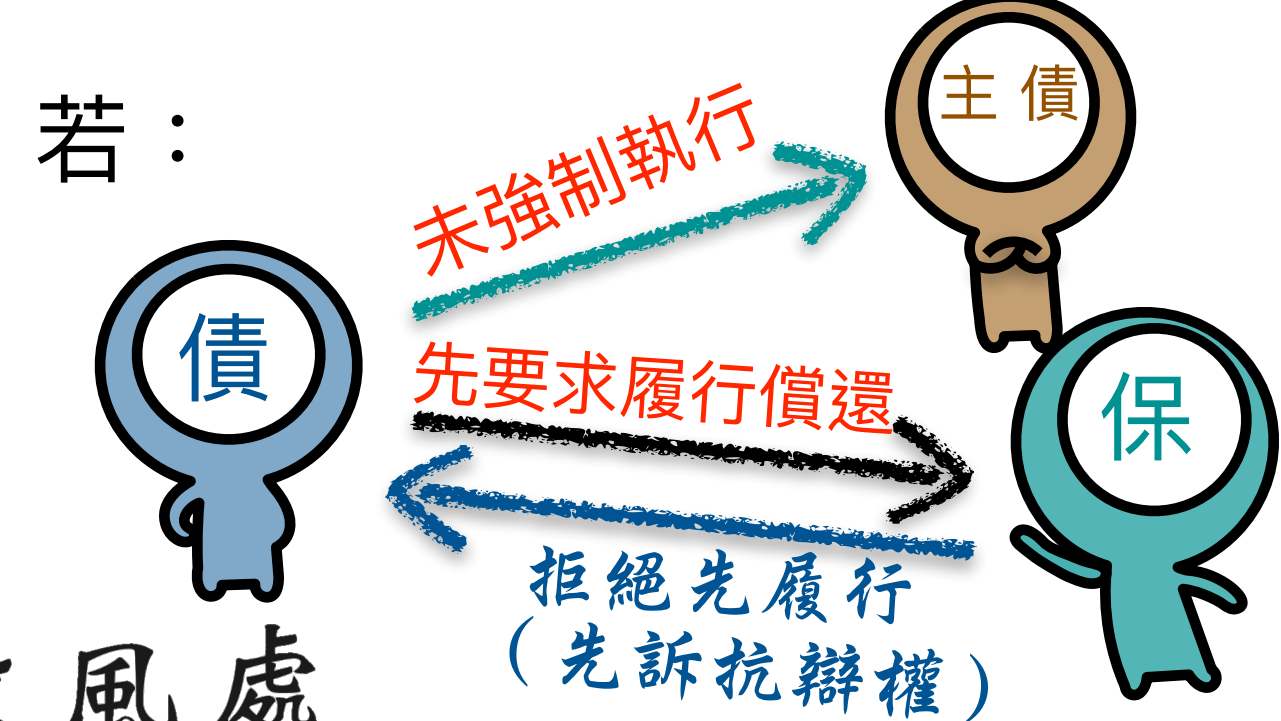 若：
主債
未強制執行
債
先要求履行償還
保
拒絕先履行
（先訴抗辯權）
風處